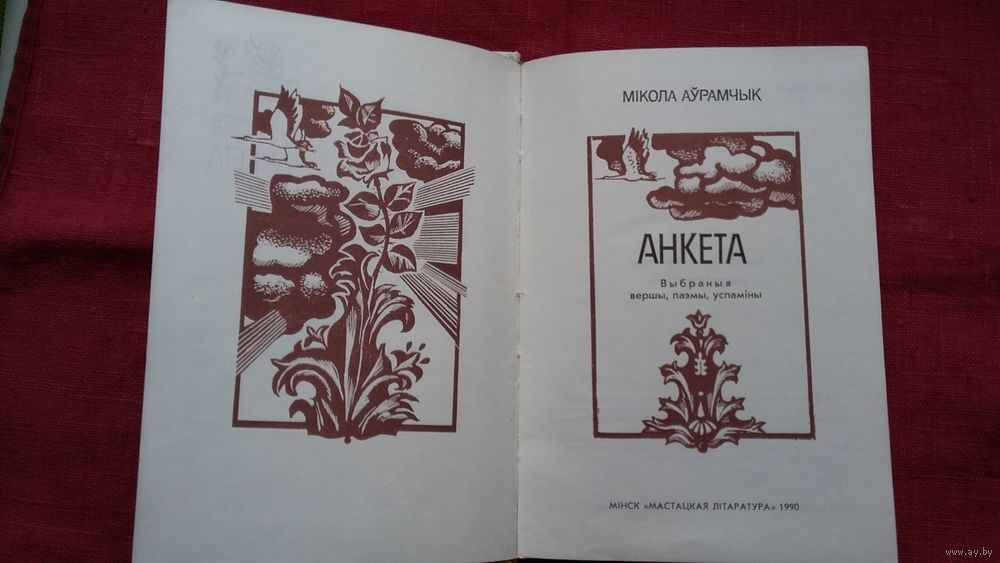 МІКОЛА АЎРАМЧЫК
АНКЕТА
Выбраныя
вершы, паэмы, успаміны
МІНСК «МАСТАЦКАЯ ЛІТАРАТУРА» 1990
www.ay.by